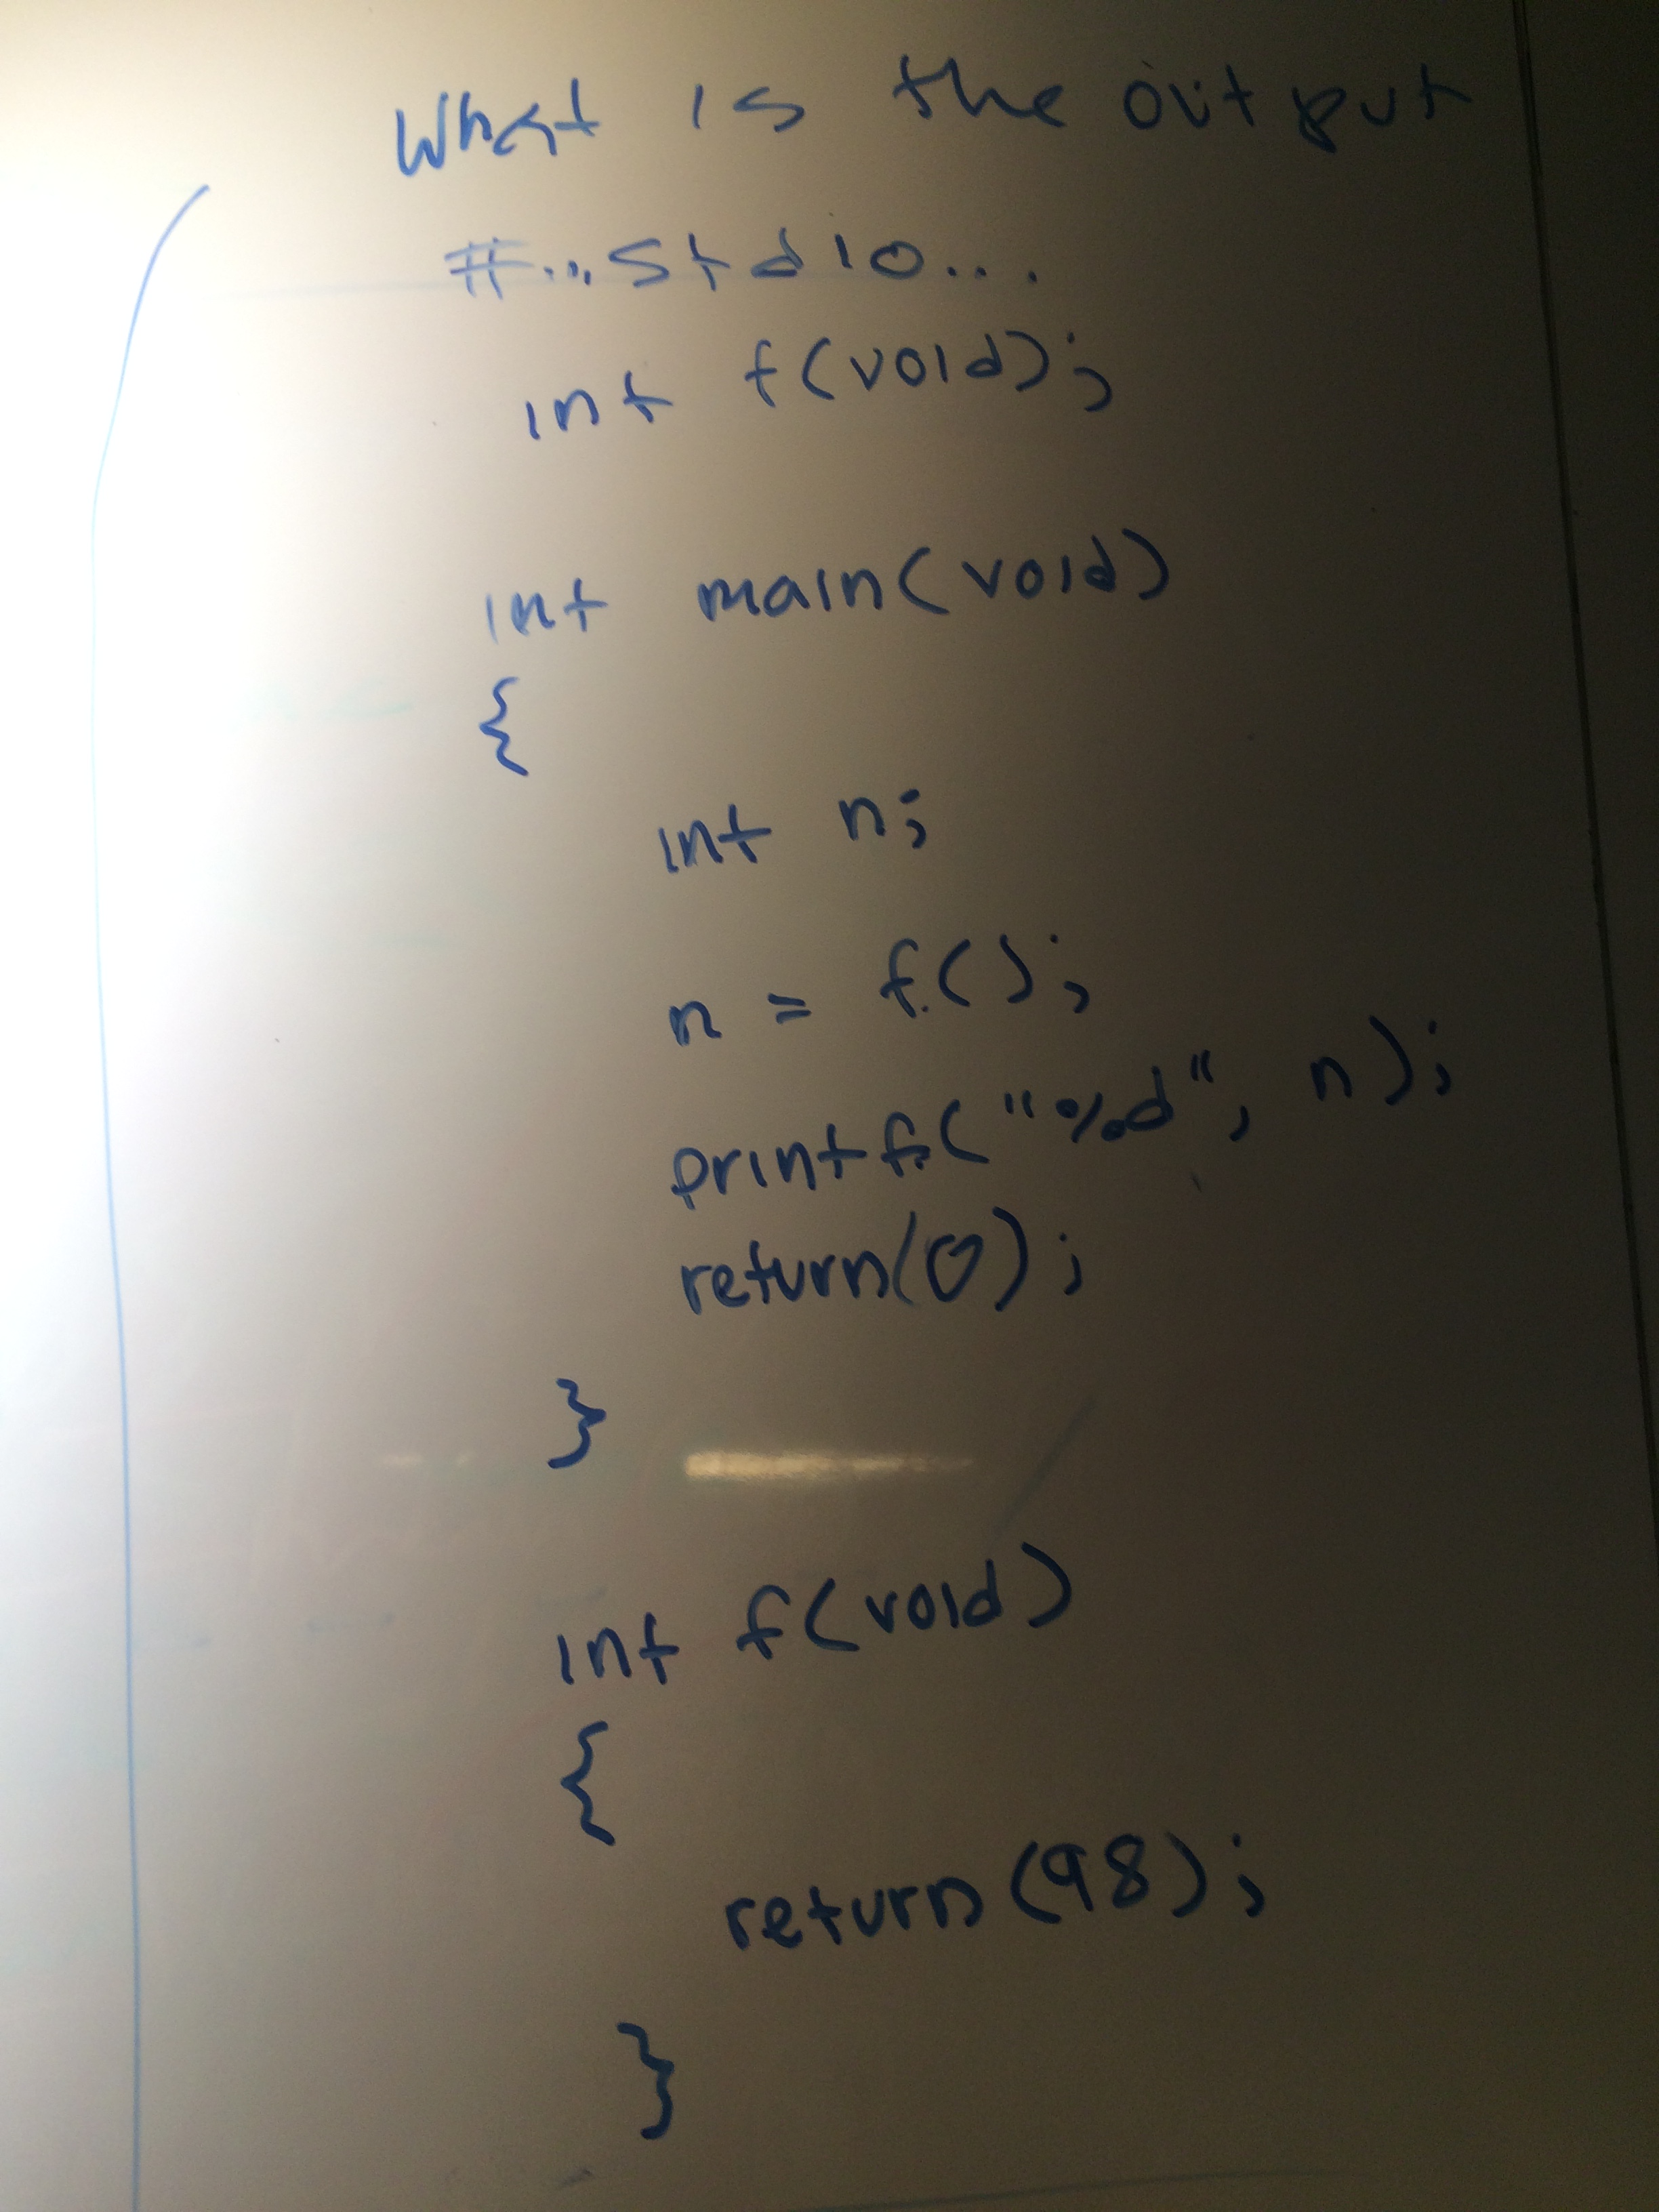 What is the output
#...stdio...
int f(void);
int main(void)
{
int n;
n = f();
printf("%d", n);
return(0);
}
int f(void)
{
return(98);
}